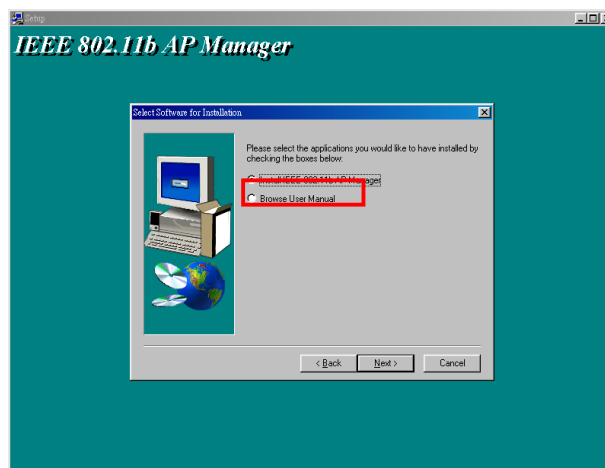 Setup
IEEE 802.11b AP Manager
Select Software for Installation
Please select the applications you would like to have installed by
checking the boxes below:
Install IEEE 802.11b AP Manager
Browse User Manual
< Back
Next >
Cancel